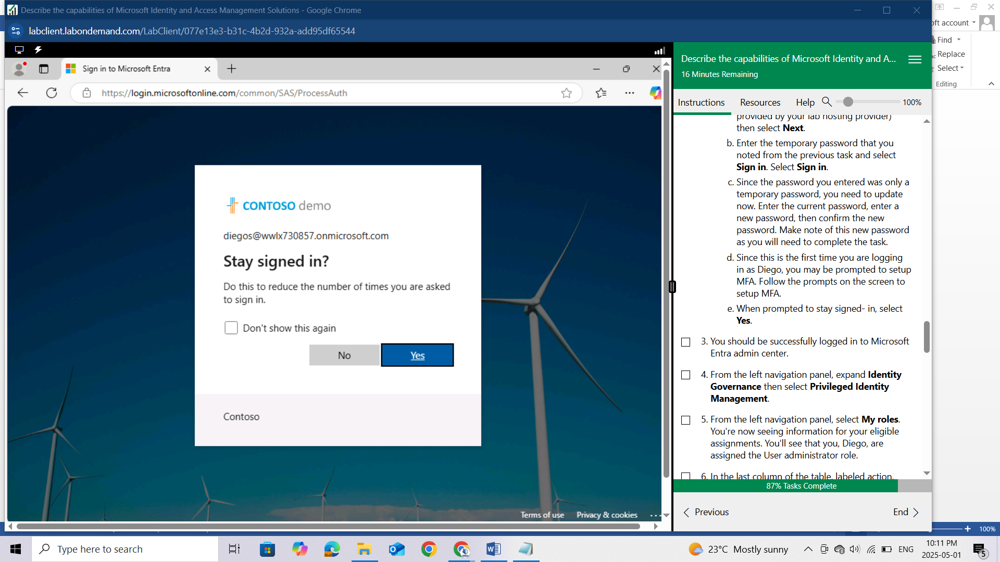 Describe the capabilities of Microsoft Identity and Access Management Solutions - Google Chrome
labclient.labondemand.com/LabClient/077e13e3-b31c-4b2d-932a-add95df65544
Sign in to Microsoft Entra
https://login.microsoftonline.com/common/SAS/ProcessAuth
CONTOSO demo
diegos@wwlx730857.onmicrosoft.com
Stay signed in?
Do this to reduce the number of times you are asked
to sign in.
Don't show this again
No
Yes
Contoso
Terms of use
Privacy & cookies
Describe the capabilities of Microsoft Identity and A...
16 Minutes Remaining
Instructions
Resources
Help
100%
provided by your lab hosting provider)
then select Next.
b. Enter the temporary password that you
noted from the previous task and select
Sign in. Select Sign in.
c. Since the password you entered was only a
temporary password, you need to update
now. Enter the current password, enter a
new password, then confirm the new
password. Make note of this new password
as you will need to complete the task.
d. Since this is the first time you are logging
in as Diego, you may be prompted to setup
MFA. Follow the prompts on the screen to
setup MFA.
e. When prompted to stay signed- in, select
Yes.
3. You should be successfully logged in to Microsoft
Entra admin center.
4. From the left navigation panel, expand Identity
Governance then select Privileged Identity
Management.
5. From the left navigation panel, select My roles.
You're now seeing information for your eligible
assignments. You'll see that you, Diego, are
assigned the User administrator role.
6. In the last column of the table, labeled action,
87% Tasks Complete
Previous
End
oft account
Find
Replace
Select
Editing
100%
Type here to search
23°C Mostly sunny
ENG
10:11 PM
2025-05-01
5